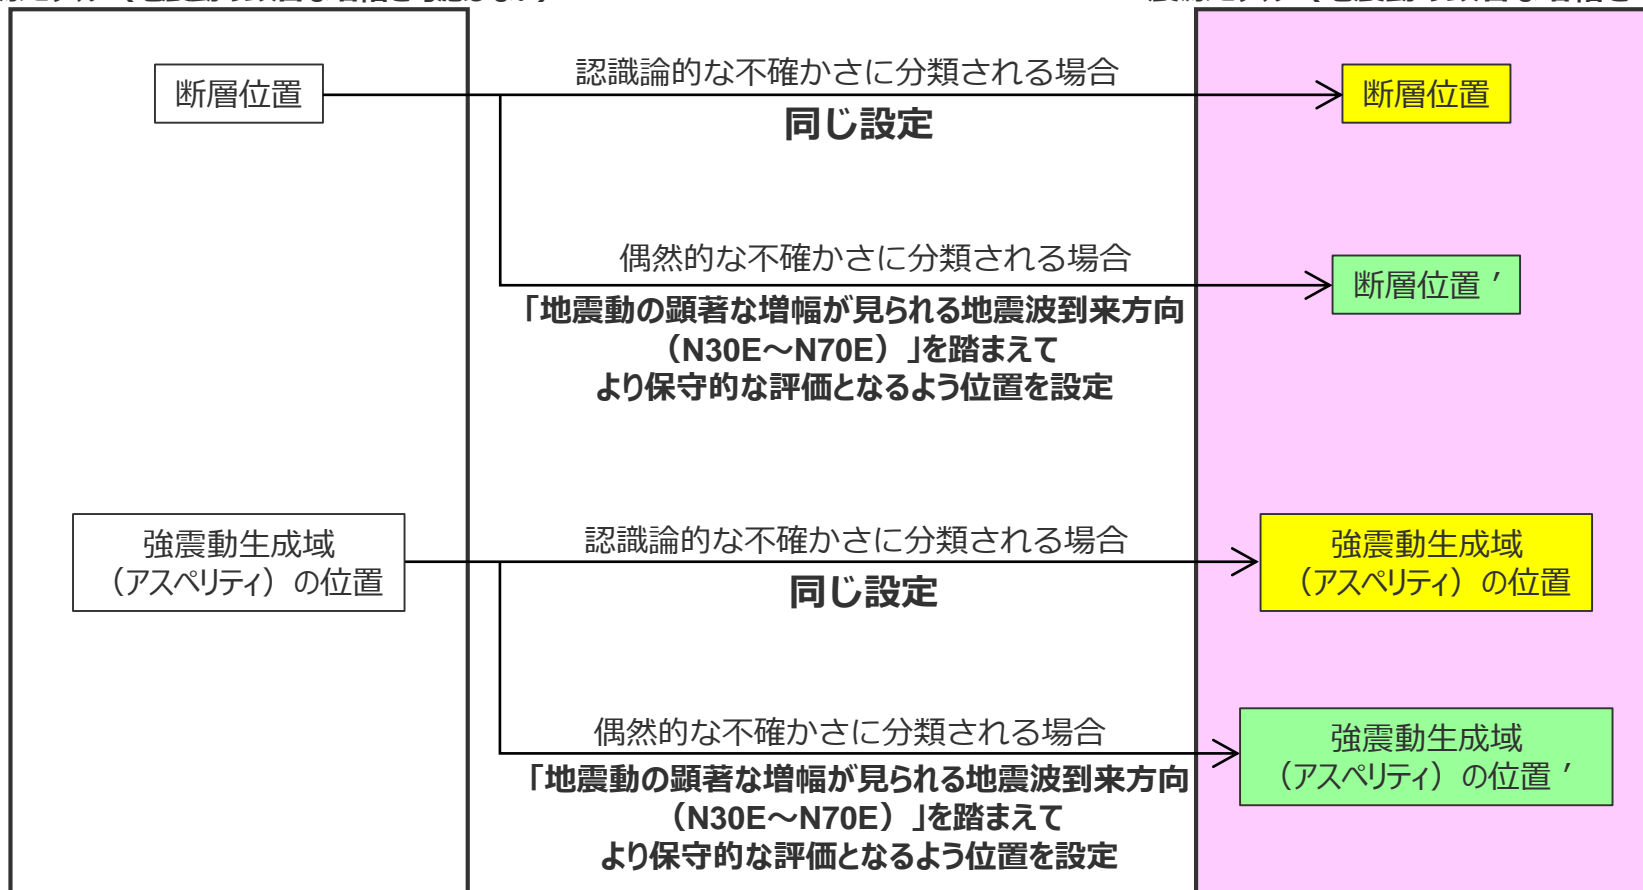 断層位置
認識論的な不確かさに分類される場合
同じ設定
断層位置
偶然的な不確かさに分類される場合
断層位置′
「地震動の顕著な増幅が見られる地震波到来方向
（N30E～N70E）」を踏まえて
より保守的な評価となるよう位置を設定
強震動生成域
（アスペリティ）の位置
認識論的な不確かさに分類される場合
同じ設定
強震動生成域
（アスペリティ）の位置
偶然的な不確かさに分類される場合
強震動生成域
（アスペリティ）の位置′
「地震動の顕著な増幅が見られる地震波到来方向
（N30E～N70E）」を踏まえて
より保守的な評価となるよう位置を設定